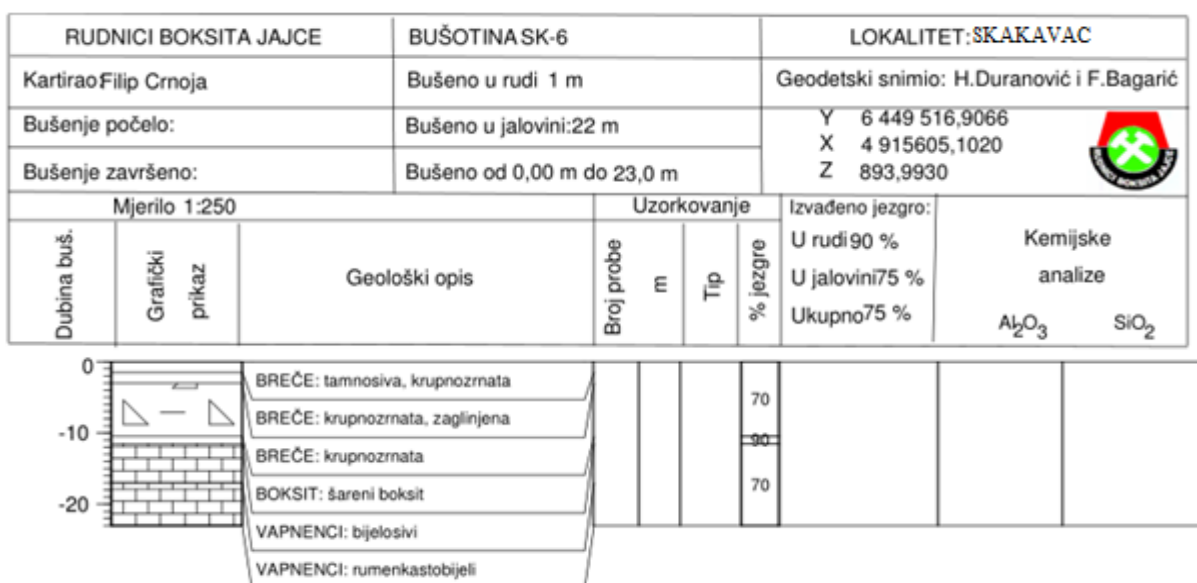 RUDNICI BOKSITA JAJCE
BUŠOTINA SK-6
LOKALITET: SKAKAVAC
Kartirao: Filip Crnoja
Bušeno u rudi 1 m
Geodetski snimio: H.Duranović i F.Bagarić
Bušenje počelo:
Bušeno u jalovini:22 m
Y 6 449 516,9066
X 4 915605,1020
Z 893,9930
RUDNICI BOKSITA JAJCE
Bušenje završeno:
Bušeno od 0,00 m do 23,0 m
Mjerilo 1:250
Uzorkovanje
Izvađeno jezgro:
Dubina buš.
Grafički
prikaz
Geološki opis
Broj probe
m
Tip
% jezgre
U rudi 90 %
U jalovini 75 %
Ukupno 75 %
Kemijske
analize
Al2O3
SiO2
0
-10
-20
BREČE: tamnosiva, krupnozrnata
BREČE: krupnozrnata, zaglinjena
BREČE: krupnozrnata
BOKSIT: šareni boksit
VAPNENCI: bijelosivi
VAPNENCI: rumenkastobijeli
70
90
70